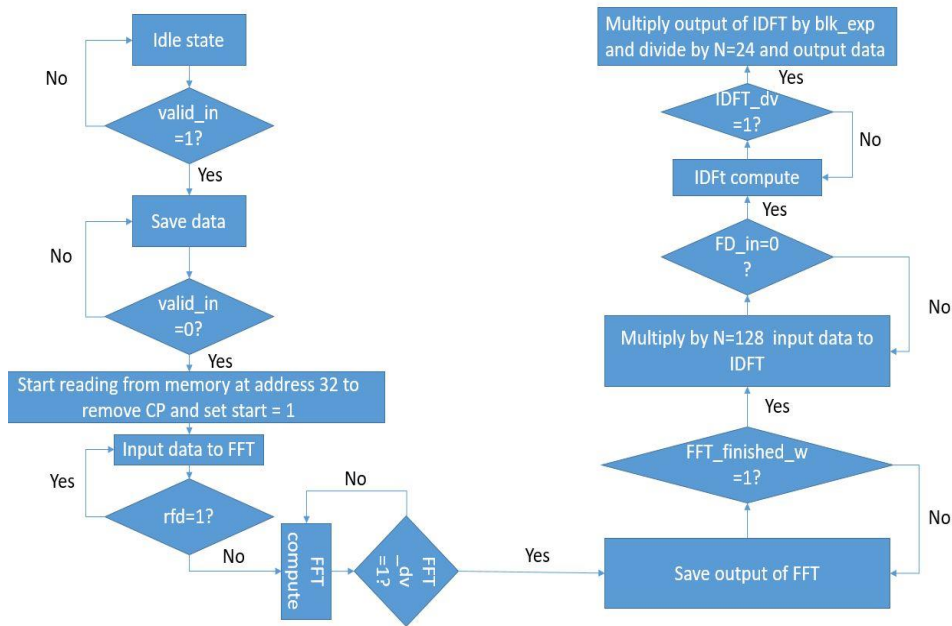 Idle state
No
valid_in
=1?
Yes
Save data
No
valid_in
=0?
Yes
Start reading from memory at address 32 to
remove CP and set start = 1
Input data to FFT
Yes
rfd=1?
No
FFT
compute
No
FFT
_dv
=1?
Yes
Save output of FFT
No
FFT_finished_w
=1?
Yes
Multiply by N=128 input data to
IDFT
No
FD_in=0
?
Yes
IDFt compute
No
IDFT_dv
=1?
Yes
Multiply output of IDFT by blk_exp
and divide by N=24 and output data